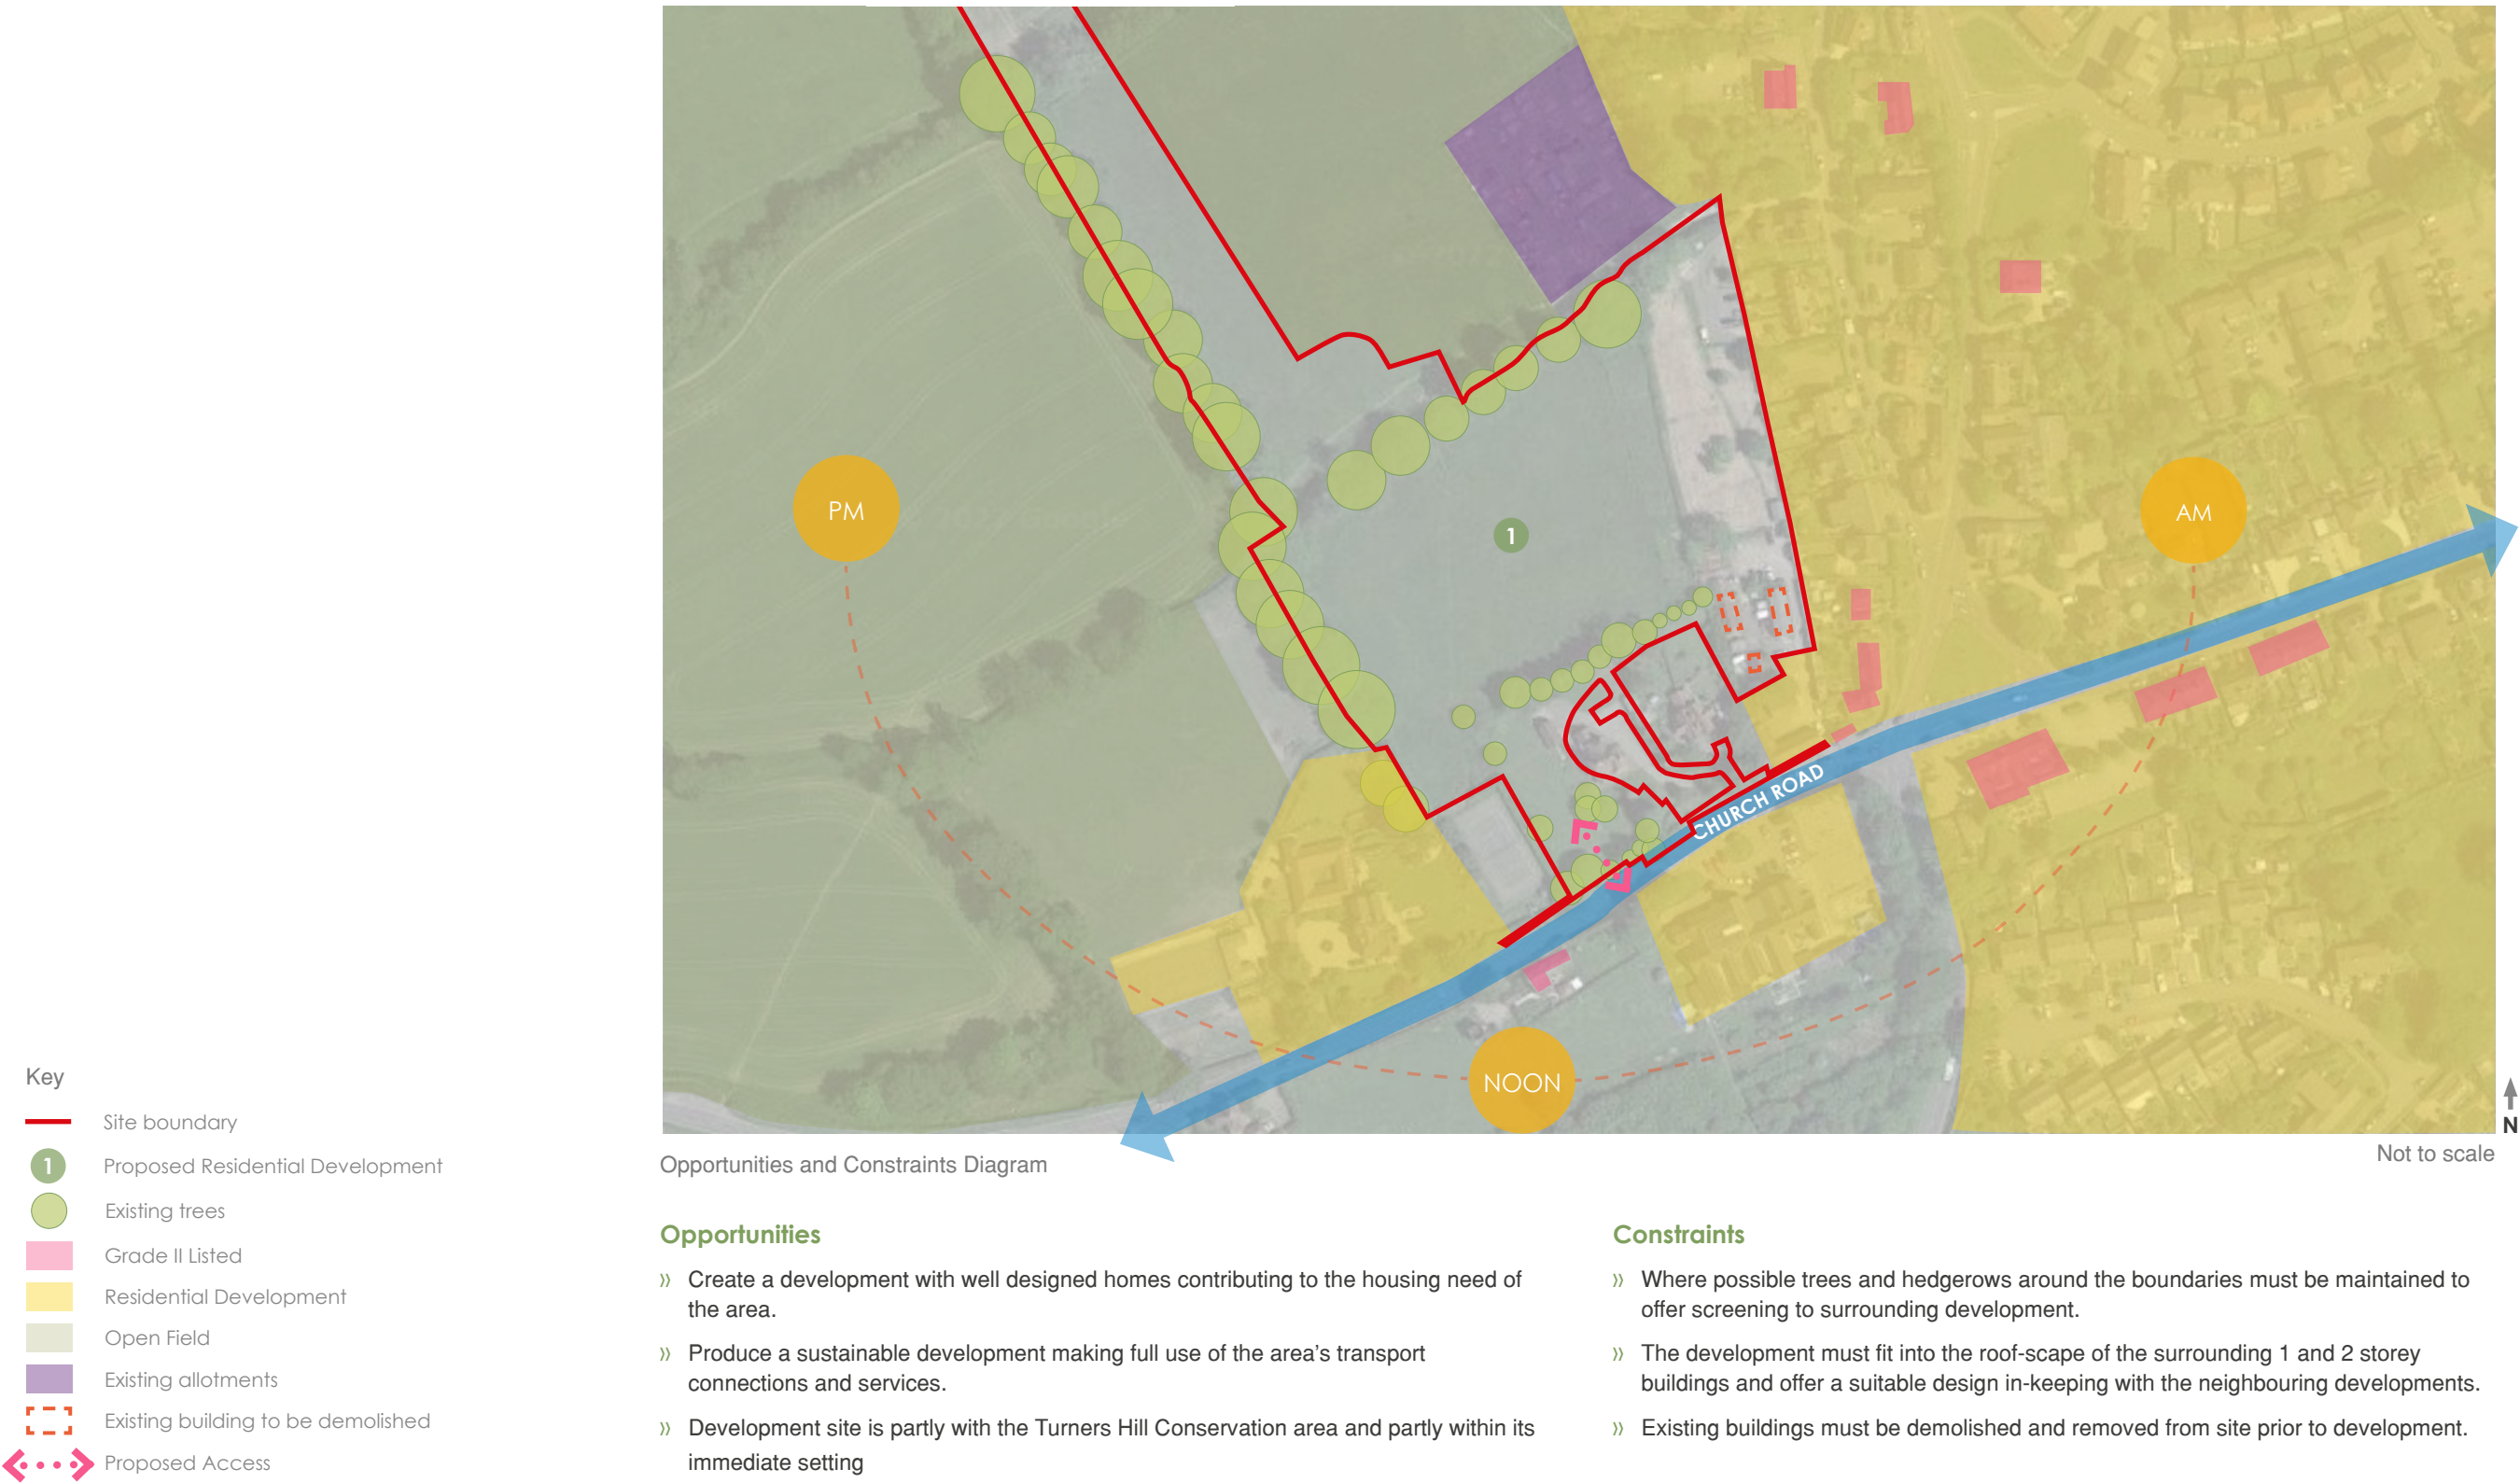 PM
1
AM
CHURCH ROAD
NOON
N
Key
Site boundary
1
Proposed Residential Development
Existing trees
Grade II Listed
Residential Development
Open Field
Existing allotments
Existing building to be demolished
Proposed Access
Opportunities and Constraints Diagram
Not to scale
Opportunities
» Create a development with well designed homes contributing to the housing need of
the area.
» Produce a sustainable development making full use of the area's transport
connections and services.
» Development site is partly with the Turners Hill Conservation area and partly within its
immediate setting
Constraints
» Where possible trees and hedgerows around the boundaries must be maintained to
offer screening to surrounding development.
» The development must fit into the roof-scape of the surrounding 1 and 2 storey
buildings and offer a suitable design in-keeping with the neighbouring developments.
» Existing buildings must be demolished and removed from site prior to development.